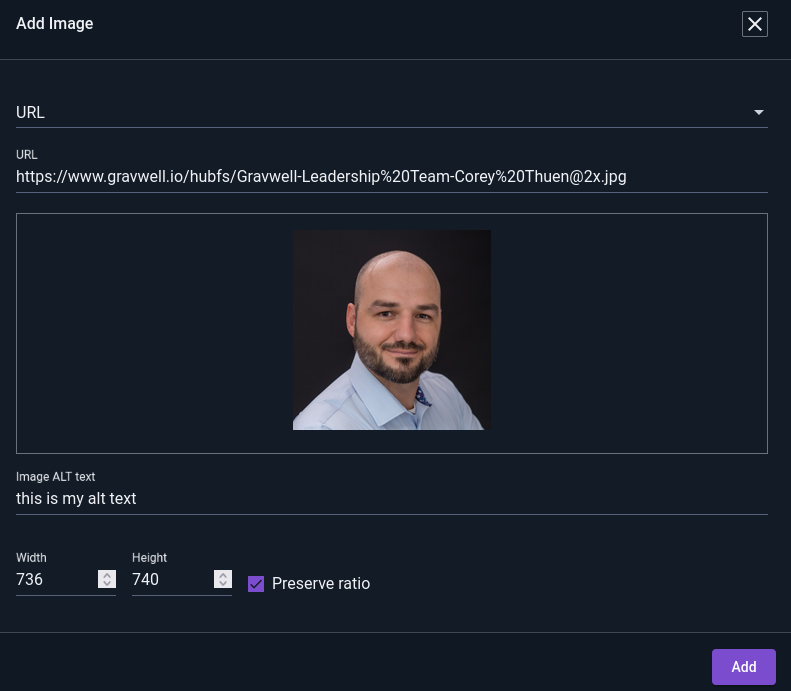 Add Image
URL
URL
https://www.gravwell.io/hubfs/Gravwell-Leadership%20Team-Corey%20Thuen@2x.jpg
Image ALT text
this is my alt text
Width Height
736 740 Preserve ratio
Add